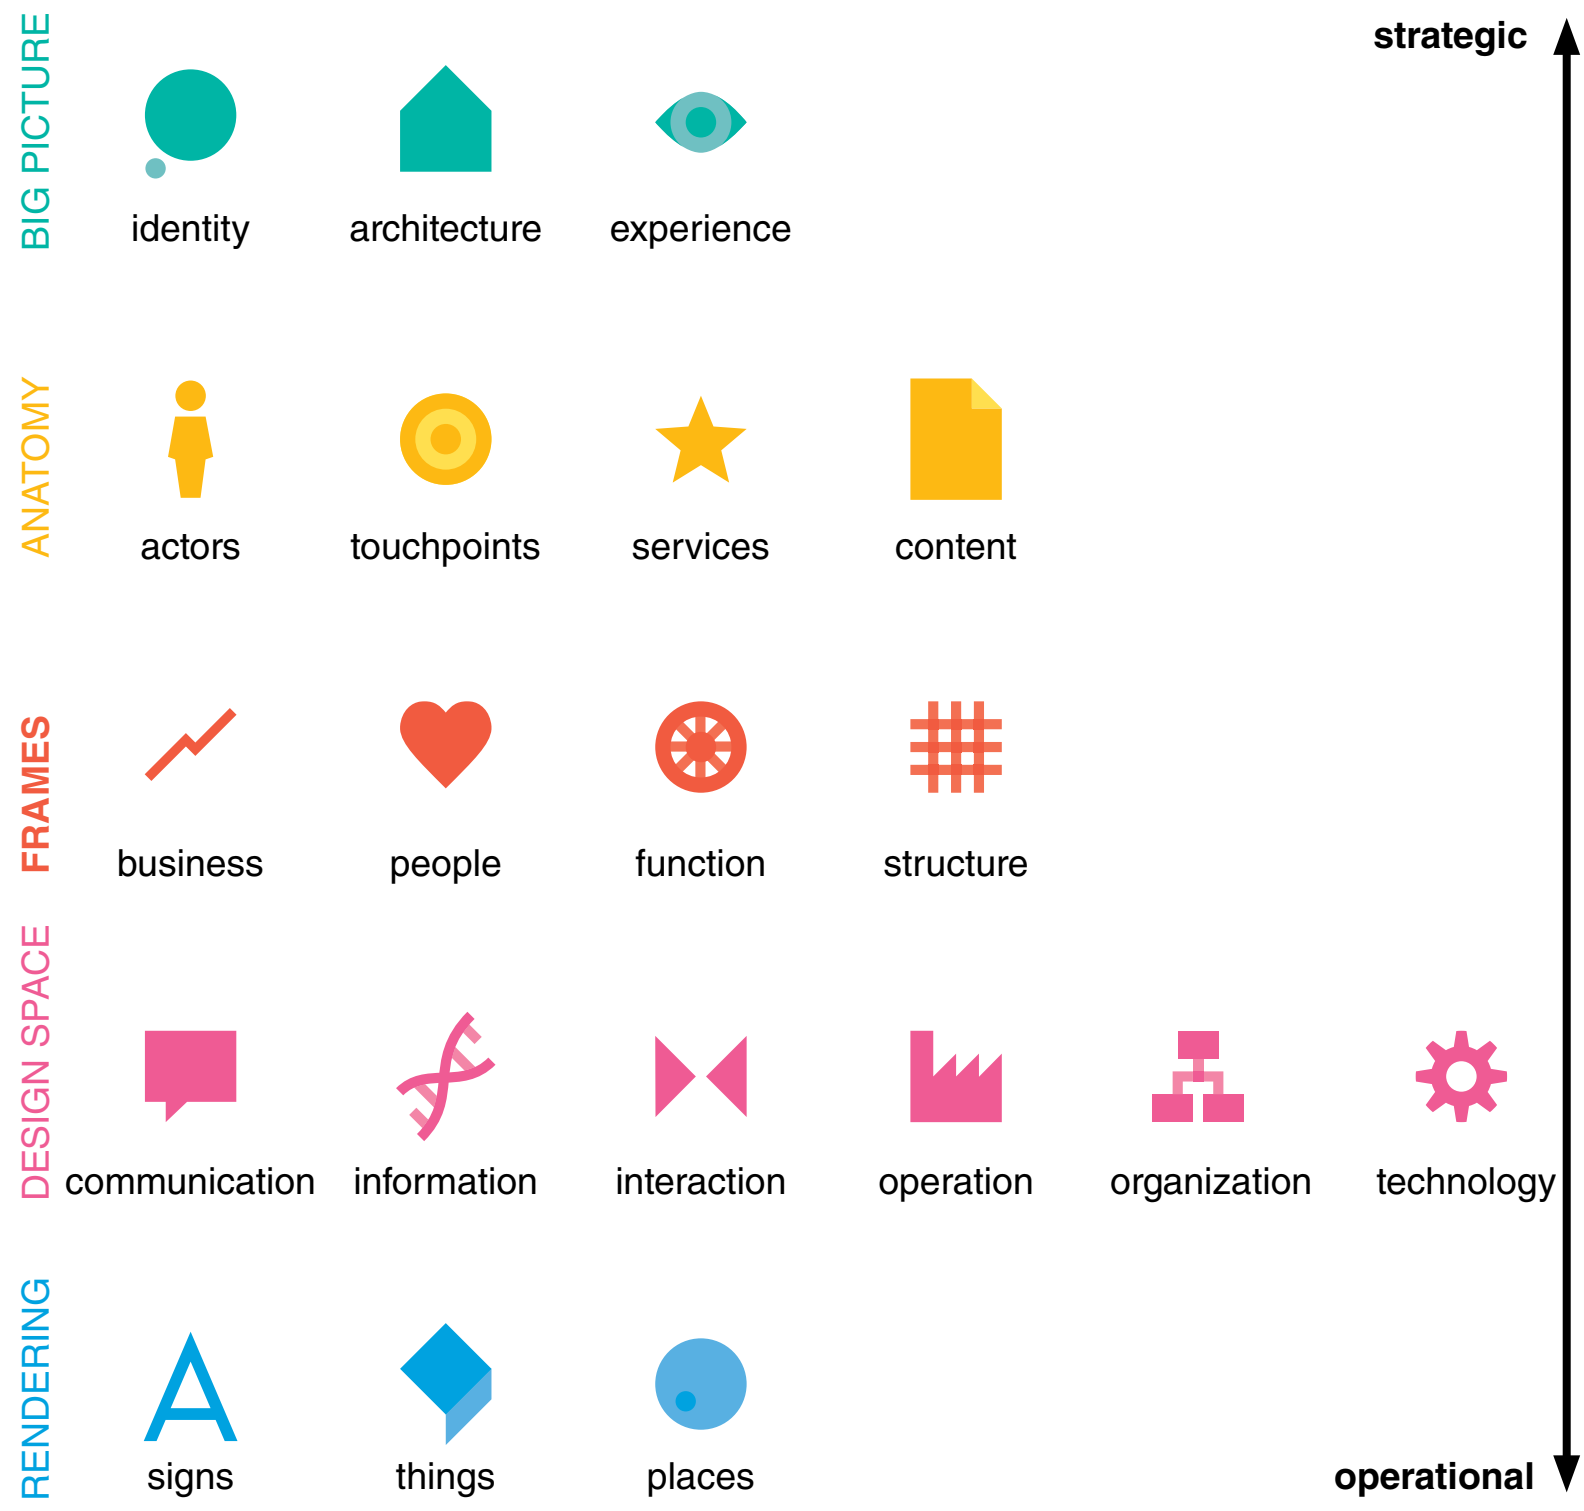 BIG PICTURE
strategic
identity
architecture
experience
ANATOMY
actors
touchpoints
services
content
FRAMES
business
people
function
structure
DESIGN SPACE
communication
information
interaction
operation
organization
technology
RENDERING
signs
things
places
operational